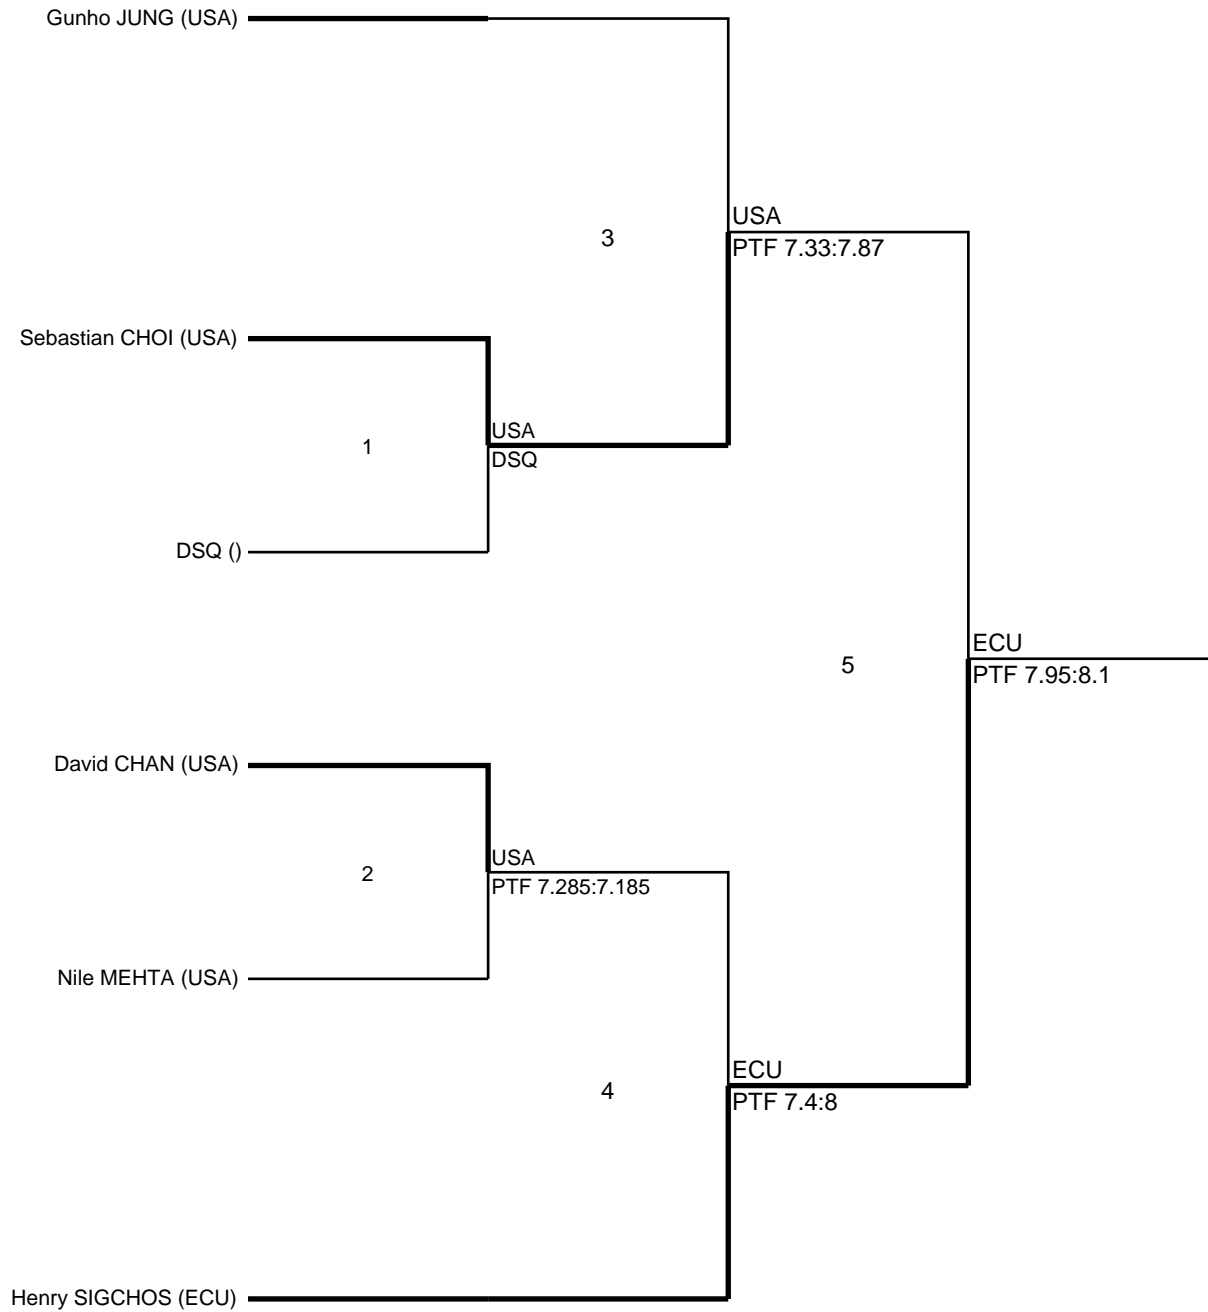 Gunho JUNG (USA)
USA
3
PTF 7.33:7.87
Sebastian CHOI (USA)
USA
1
DSQ
DSQ ()
ECU
5
PTF 7.95:8.1
David CHAN (USA)
USA
2
PTF 7.285:7.185
Nile MEHTA (USA)
ECU
4
PTF 7.4:8
Henry SIGCHOS (ECU)